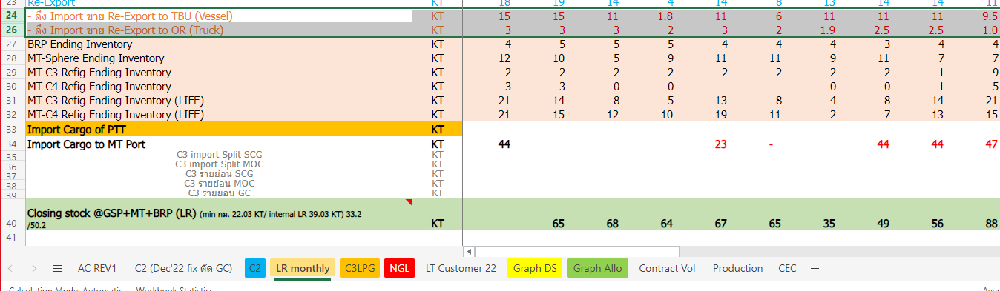 23 Re-Export KT 18 19 14 4 14 8 13 14 14 11
24 - ดึง Import ขาย Re-Export to TBU (Vessel) KT 15 15 11 1.8 11 6 11 11 11 9.5
26 - ดึง Import ขาย Re-Export to OR (Truck) KT 3 3 3 2 3 2 1.9 2.5 2.5 1.0
27 BRP Ending Inventory KT 4 5 5 5 4 4 4 3 4 4
28 MT-Sphere Ending Inventory KT 12 10 5 9 11 11 9 11 7 7
29 MT-C3 Refig Ending Inventory KT 2 2 2 2 2 2 2 2 1 9
30 MT-C4 Refig Ending Inventory KT 3 3 0 0 - - 0 0 1 5
31 MT-C3 Refig Ending Inventory (LIFE) KT 21 14 8 5 13 8 4 8 14 21
32 MT-C4 Refig Ending Inventory (LIFE) KT 21 15 12 10 19 11 2 7 13 15
33 Import Cargo of PTT KT
34 Import Cargo to MT Port KT 44 23 - 44 44 47
35 C3 import Split SCG KT
36 C3 import Split MOC KT
37 C3 รายย่อน SCG KT
38 C3 รายย่อน MOC KT
39 C3 รายย่อน GC KT
Closing stock @GSP+MT+BRP (LR) (min กม. 22.03 KT/ internal LR 39.03 KT) 33.2
40 /50.2 KT 65 68 64 67 65 35 49 56 88
41
AC REV1 C2 (Dec'22 fix ตัด GC) C2 LR monthly C3LPG NGL LT Customer 22 Graph DS Graph Allo Contract Vol Production CEC +
Calculation Mode: Automatic Workbook Statistics